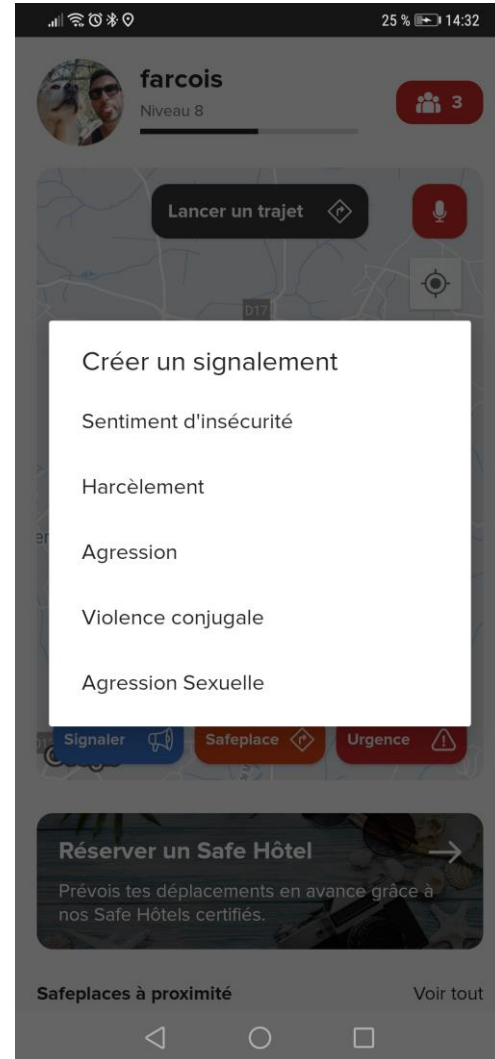 25 % 14:32
farcois
Niveau 8
3
Lancer un trajet
D17
Créer un signalement
Sentiment d'insécurité
Harcèlement
Agression
Violence conjugale
Agression Sexuelle
Signaler
Safeplace
Urgence
Réserver un Safe Hôtel
Prévois tes déplacements en avance grâce à
nos Safe Hôtels certifiés.
Safeplaces à proximité
Voir tout